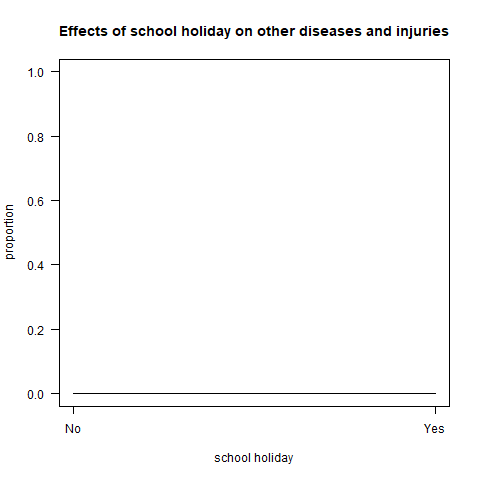 Effects of school holiday on other diseases and injuries
1.0
0.8
0.6
0.4
0.2
0.0
proportion
No Yes
school holiday